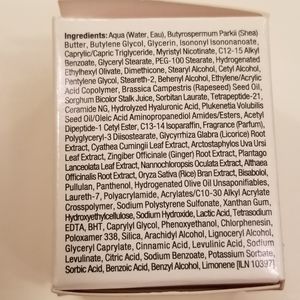 Ingredients: Aqua (Water, Eau), Butyrospermum Parkii (Shea)
Butter, Butylene Glycol, Glycerin, Isononyl Isononanoate,
Caprylic/Capric Triglyceride, Myristyl Nicotinate, C12-15 Alkyl
Benzoate, Glyceryl Stearate, PEG-100 Stearate, Hydrogenated
Ethylhexyl Olivate, Dimethicone, Stearyl Alcohol, Cetyl Alcohol,
Pentylene Glycol, Steareth-2, Behenyl Alcohol, Ethylene/Acrylic
Acid Copolymer, Brassica Campestris (Rapeseed) Seed Oil,
Sorghum Bicolor Stalk Juice, Sorbitan Laurate, Tetrapeptide-21,
Ceramide NG, Hydrolyzed Hyaluronic Acid, Plukenetia Volubilis
Seed Oil/Oleic Acid Aminopropanediol Amides/Esters, Acetyl
Dipeptide-1 Cetyl Ester, C13-14 Isoparaffin, Fragrance (Parfum),
Polyglyceryl-3 Diisostearate, Glycyrrhiza Glabra (Licorice) Root
Extract, Cyathea Cumingii Leaf Extract, Arctostaphylos Uva Ursi
Leaf Extract, Zingiber Officinale (Ginger) Root Extract, Plantago
Lanceolata Leaf Extract, Nannochloropsis Oculata Extract, Althaea
Officinalis Root Extract, Oryza Sativa (Rice) Bran Extract, Bisabolol,
Pullulan, Panthenol, Hydrogenated Olive Oil Unsaponifiables,
Laureth-7, Polyacrylamide, Acrylates/C10-30 Alkyl Acrylate
Crosspolymer, Sodium Polystyrene Sulfonate, Xanthan Gum,
Hydroxyethylcellulose, Sodium Hydroxide, Lactic Acid, Tetrasodium
EDTA, BHT, Caprylyl Glycol, Phenoxyethanol, Chlorphenesin,
Poloxamer 338, Silica, Arachidyl Alcohol, Lignoceryl Alcohol,
Glyceryl Caprylate, Cinnamic Acid, Levulinic Acid, Sodium
Levulinate, Citric Acid, Sodium Benzoate, Potassium Sorbate,
Sorbic Acid, Benzoic Acid, Benzyl Alcohol, Limonene [ILN 10397]